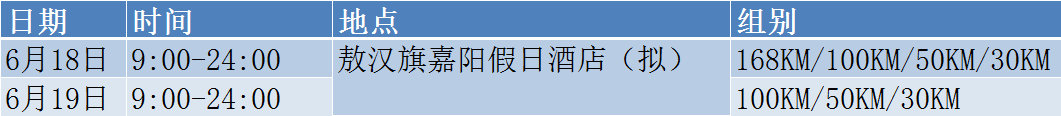 日期 时间 地点 组别
6月18日 9:00-24:00 敖汉旗嘉阳假日酒店（拟） 168KM/100KM/50KM/30KM
6月19日 9:00-24:00 100KM/50KM/30KM